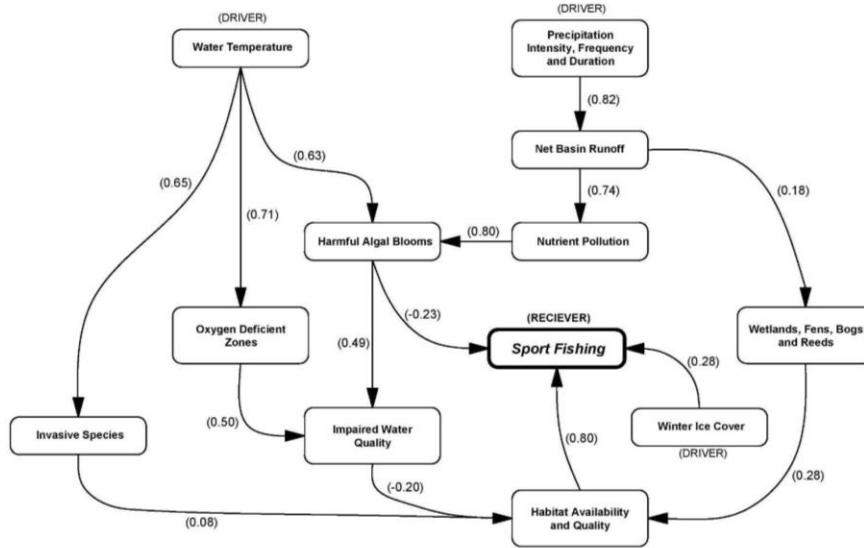 (DRIVER)
Water Temperature
(DRIVER)
Precipitation
Intensity, Frequency
and Duration
(0.82)
Net Basin Runoff
(0.63)
(0.65)
(0.74)
(0.18)
(0.71)
Harmful Algal Blooms
(0.80)
Nutrient Pollution
(-0.23)
(RECIEVER)
Sport Fishing
Oxygen Deficient
Zones
(0.49)
Wetlands, Fens, Bogs
and Reeds
(0.28)
Invasive Species
(0.50)
Impaired Water
Quality
(0.80)
Winter Ice Cover
(DRIVER)
(-0.20)
(0.28)
(0.08)
Habitat Availability
and Quality